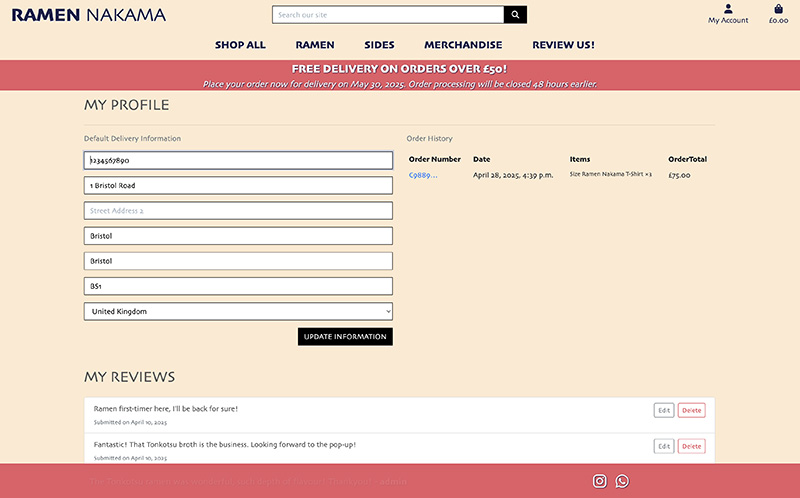 RAMEN NAKAMA
Search our site
My Account
£0.00
SHOP ALL RAMEN SIDES MERCHANDISE REVIEW US!
FREE DELIVERY ON ORDERS OVER £50!
Place your order now for delivery on May 30, 2025. Order processing will be closed 48 hours earlier.
MY PROFILE
Default Delivery Information
1234567890
1 Bristol Road
Street Address 2
Bristol
Bristol
BS1
United Kingdom
UPDATE INFORMATION
Order History
Order Number Date Items OrderTotal
C9889... April 28, 2025, 4:39 p.m. Size Ramen Nakama T-Shirt ×3 £75.00
MY REVIEWS
Ramen first-timer here, I'll be back for sure!
Submitted on April 10, 2025
Edit Delete
Fantastic! That Tonkotsu broth is the business. Looking forward to the pop-up!
Submitted on April 10, 2025
Edit Delete